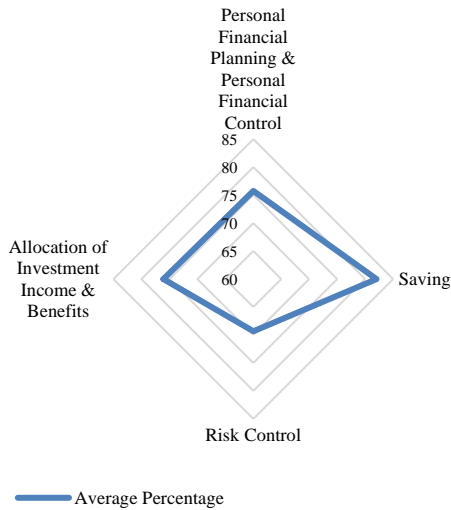 Personal
Financial
Planning &
Personal
Financial
Control
85
80
75
70
65
60
Allocation of
Investment
Income &
Benefits
Saving
Risk Control
Average Percentage